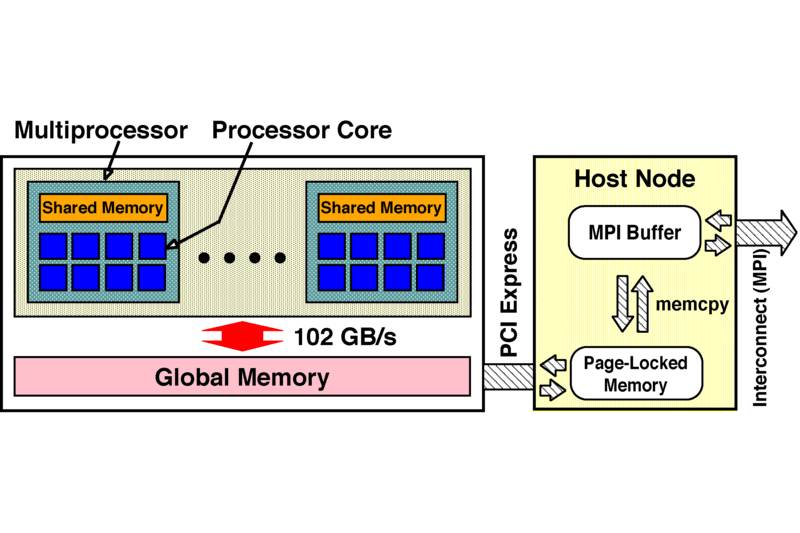 Multiprocessor
Processor Core
Shared Memory
Shared Memory
102 GB/s
Global Memory
PCI Express
Host Node
MPI Buffer
memcpy
Page-Locked
Memory
Interconnect (MPI)